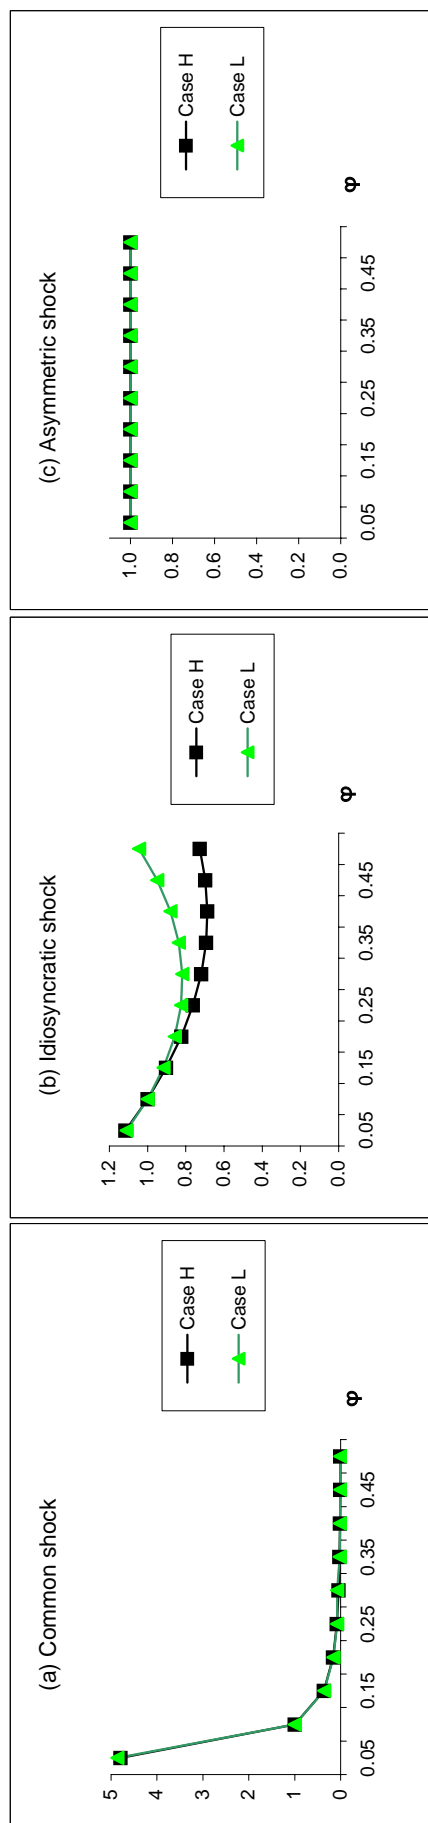 (a) Common shock
5
4
3
2
1
0
0.05
0.15
0.25
0.35
0.45
φ
Case H
Case L
(b) Idiosyncratic shock
1.2
1.0
0.8
0.6
0.4
0.2
0.0
0.05
0.15
0.25
0.35
0.45
φ
Case H
Case L
(c) Asymmetric shock
1.0
0.8
0.6
0.4
0.2
0.0
0.05
0.15
0.25
0.35
0.45
φ
Case H
Case L